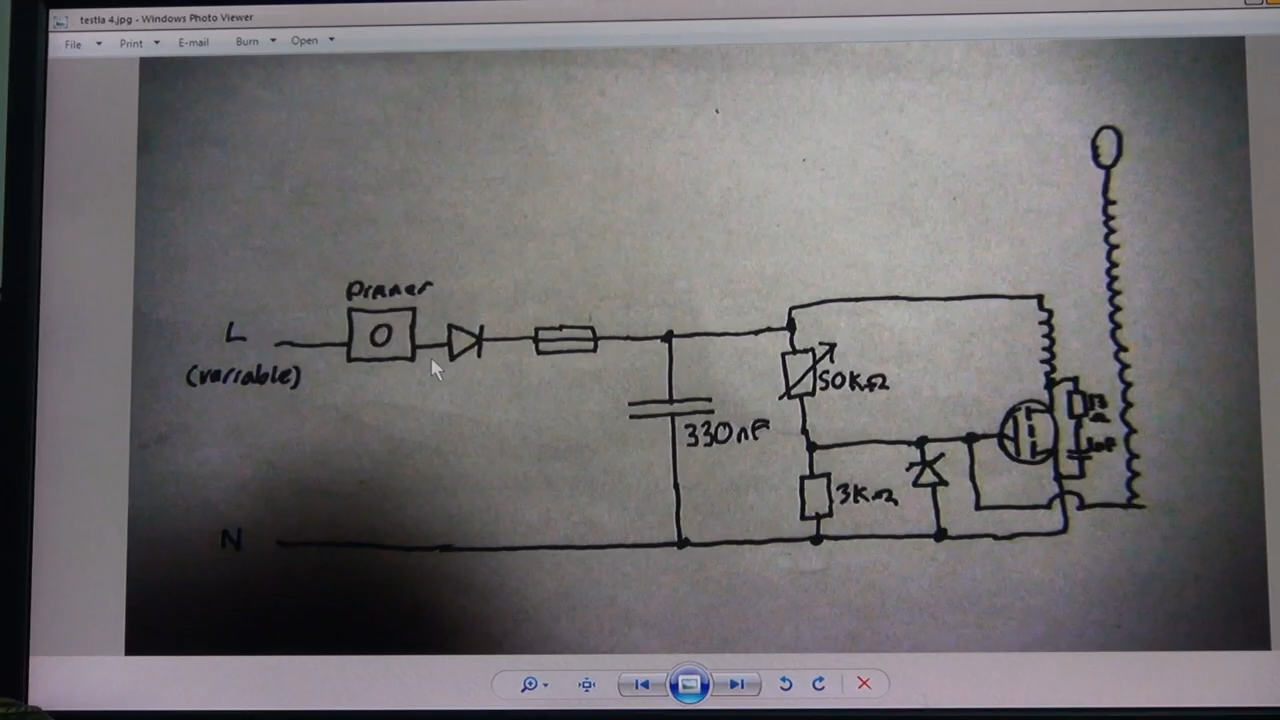 testla 4.jpg - Windows Photo Viewer
File Print E-mail Burn Open
Dimmer
L
(variable)
50KΩ
330nF
3KΩ
N